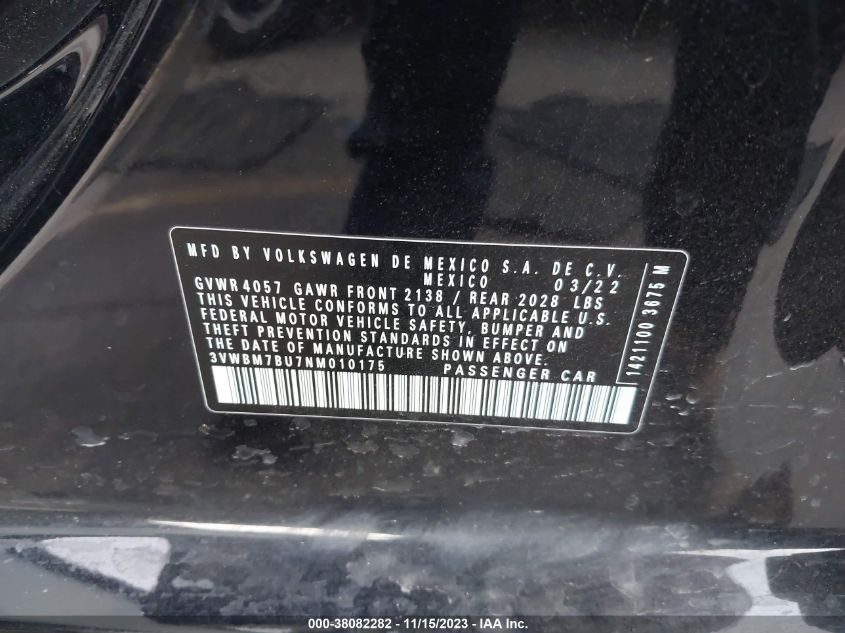 MFD BY VOLKSWAGEN DE MEXICO S.A. DE C.V.
MEXICO 03/22
GVWR 4057 GAWR FRONT 2138 / REAR 2028 LBS
THIS VEHICLE CONFORMS TO ALL APPLICABLE U.S.
FEDERAL MOTOR VEHICLE SAFETY, BUMPER AND
THEFT PREVENTION STANDARDS IN EFFECT ON
THE DATE OF MANUFACTURE SHOWN ABOVE.
3VWBM7BU7NM010175 PASSENGER CAR
1421100 3675 M
000-38082282 - 11/15/2023 - IAA Inc.